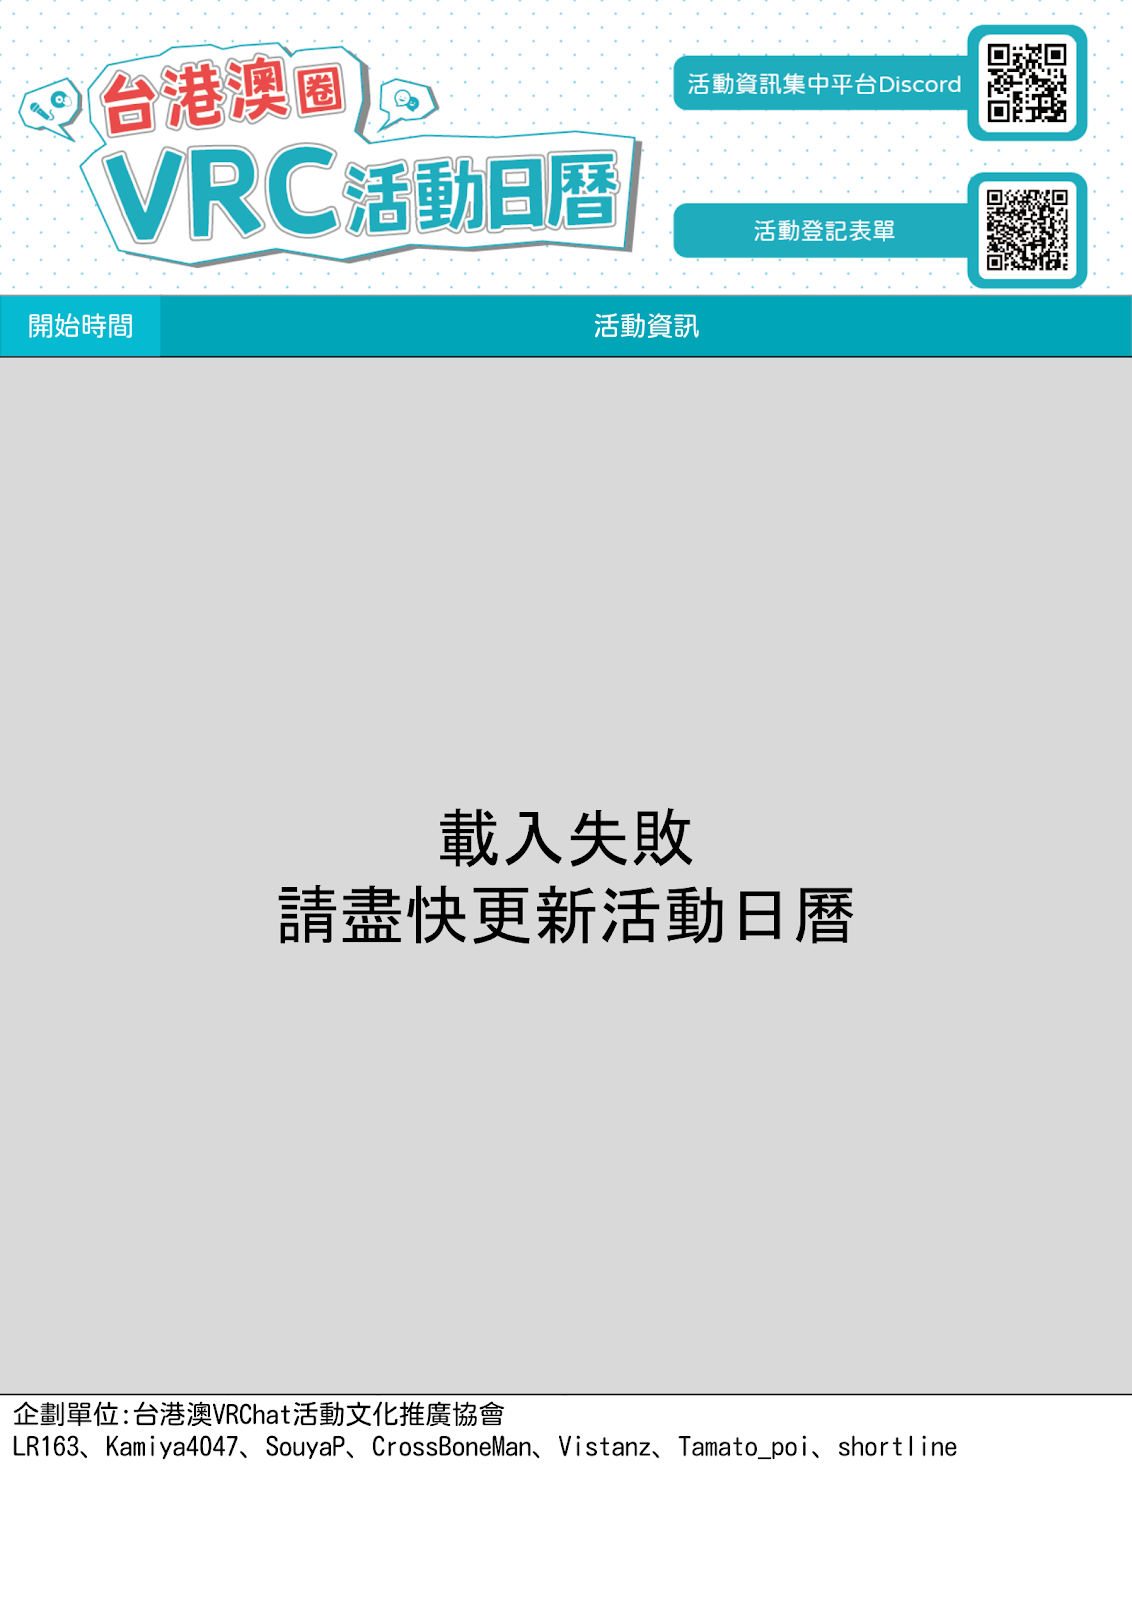 台港澳圈
VRC活動日曆
活動資訊集中平台Discord
活動登記表單
開始時間
活動資訊
載入失敗
請盡快更新活動日曆
企劃單位:台港澳VRChat活動文化推廣協會
LR163、Kamiya4047、SouyaP、CrossBoneMan、Vistanz、Tamato_poi、shortline